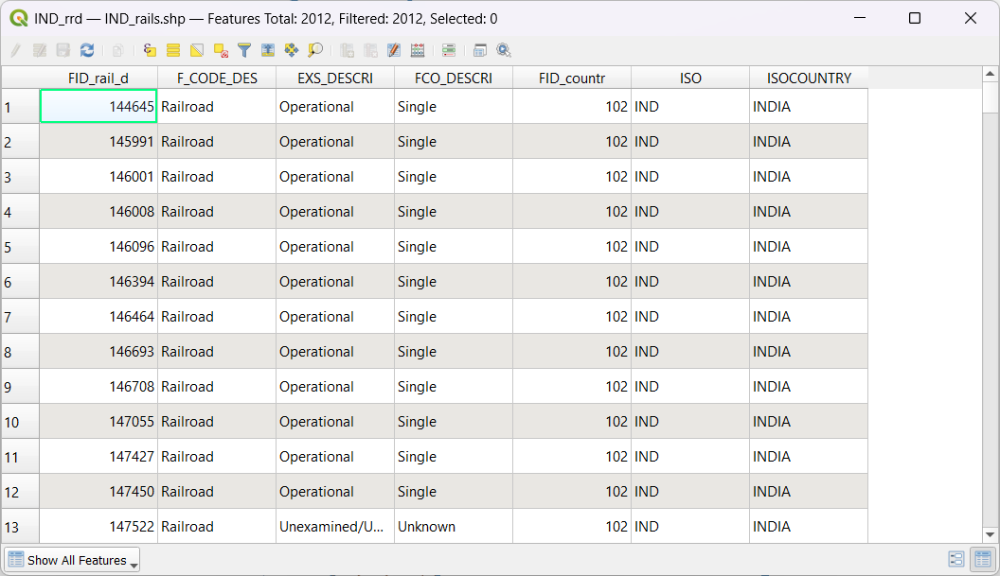 IND_rrd — IND_rails.shp — Features Total: 2012, Filtered: 2012, Selected: 0
FID_rail_d F_CODE_DES EXS_DESCRI FCO_DESCRI FID_countr ISO ISOCOUNTRY
1 144645 Railroad Operational Single 102 IND INDIA
2 145991 Railroad Operational Single 102 IND INDIA
3 146001 Railroad Operational Single 102 IND INDIA
4 146008 Railroad Operational Single 102 IND INDIA
5 146096 Railroad Operational Single 102 IND INDIA
6 146394 Railroad Operational Single 102 IND INDIA
7 146464 Railroad Operational Single 102 IND INDIA
8 146693 Railroad Operational Single 102 IND INDIA
9 146708 Railroad Operational Single 102 IND INDIA
10 147055 Railroad Operational Single 102 IND INDIA
11 147427 Railroad Operational Single 102 IND INDIA
12 147450 Railroad Operational Single 102 IND INDIA
13 147522 Railroad Unexamined/U... Unknown 102 IND INDIA
Show All Features